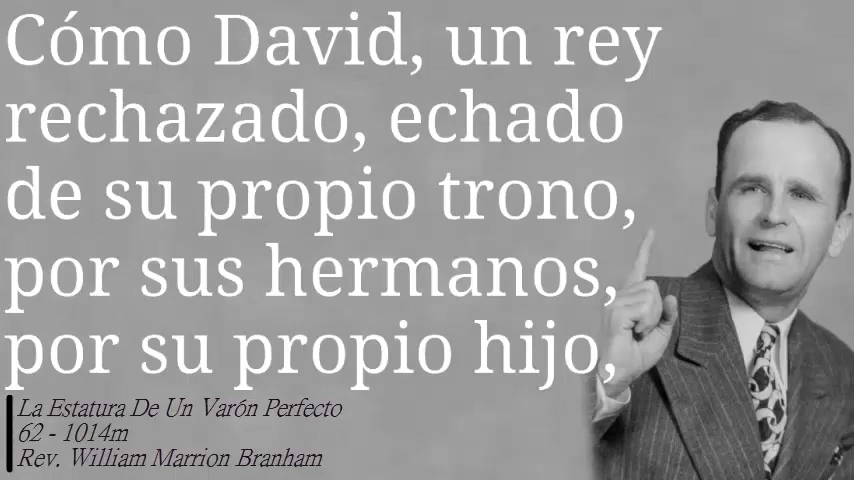 Cómo David, un rey
rechazado, echado
de su propio trono,
por sus hermanos,
por su propio hijo,
La Estatura De Un Varón Perfecto
62 - 1014m
Rev. William Marrion Branham